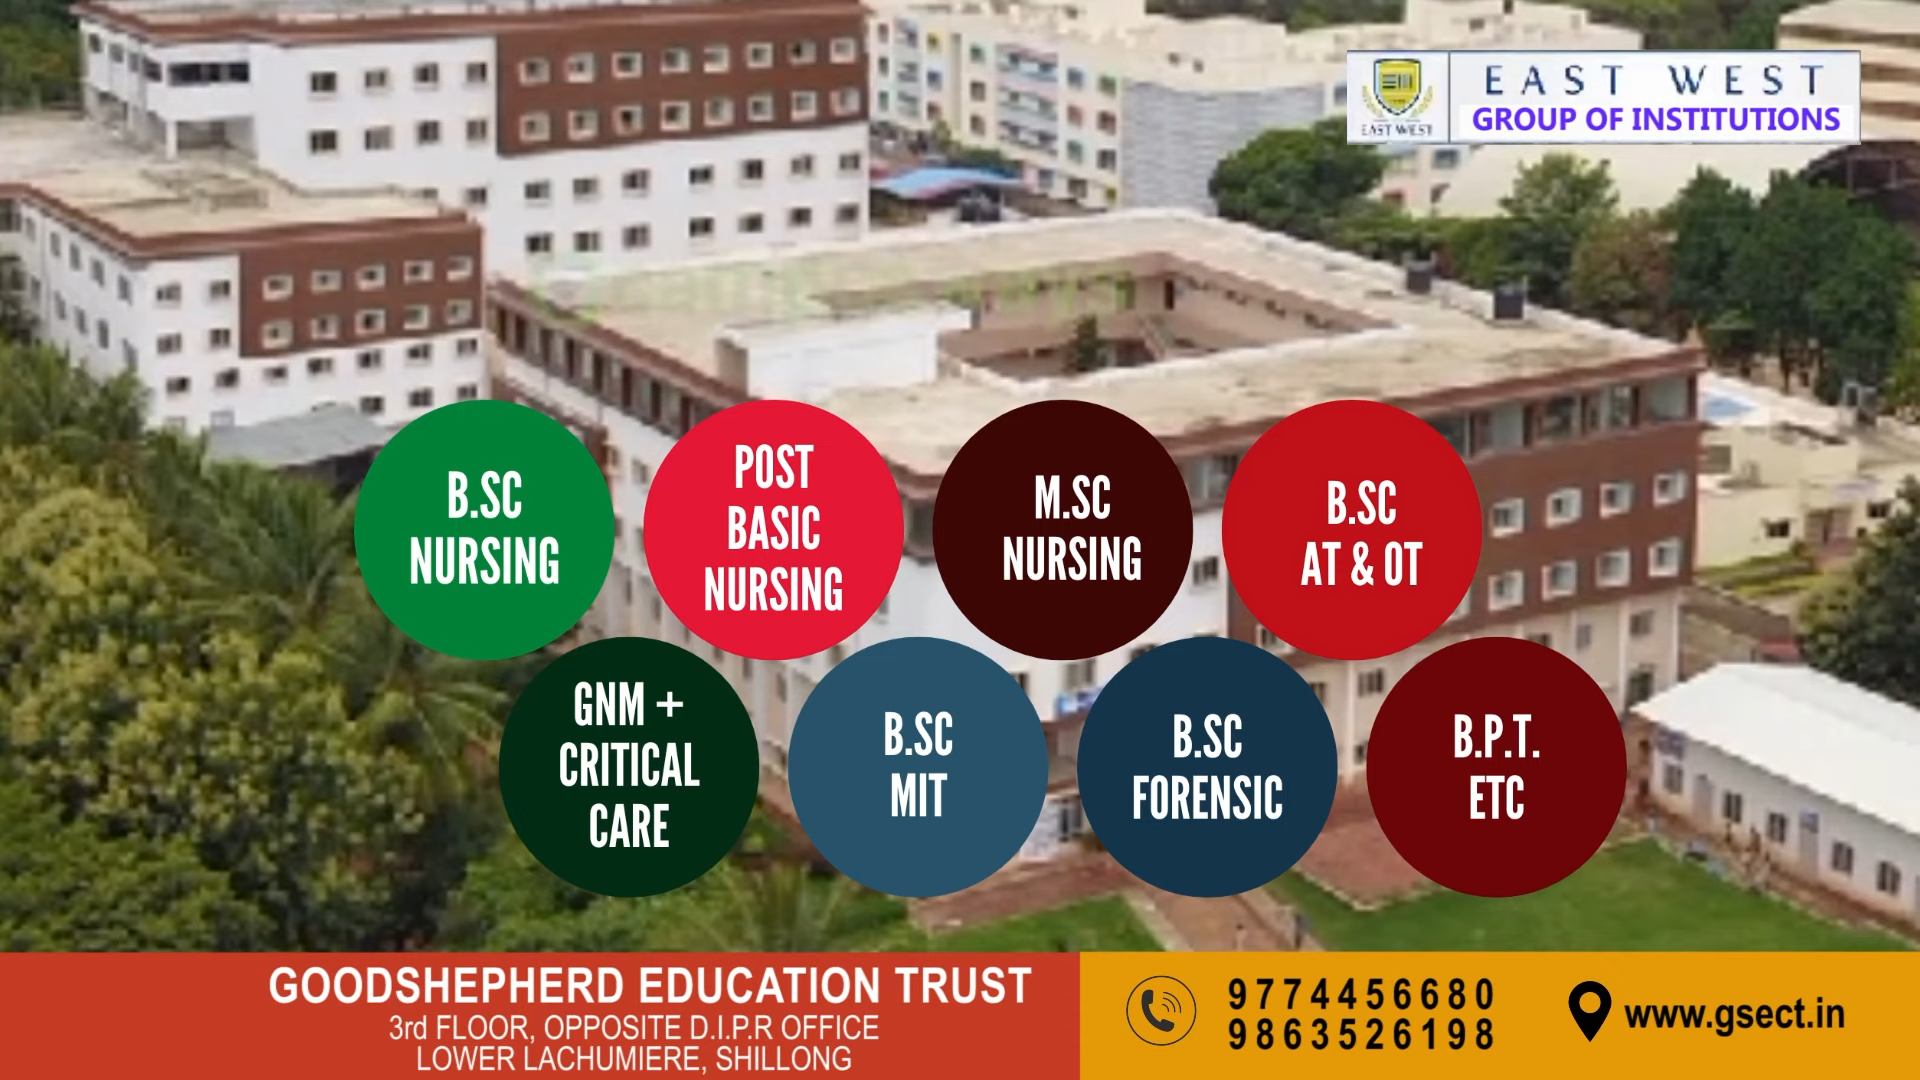 EAST WEST
EAST WEST
GROUP OF INSTITUTIONS
B.SC
NURSING
POST
BASIC
NURSING
M.SC
NURSING
B.SC
AT & OT
GNM +
CRITICAL
CARE
B.SC
MIT
B.SC
FORENSIC
B.P.T.
ETC
GOODSHEPHERD EDUCATION TRUST
3rd FLOOR, OPPOSITE D.I.P.R OFFICE
LOWER LACHUMIERE, SHILLONG
9774456680
9863526198
www.gsect.in